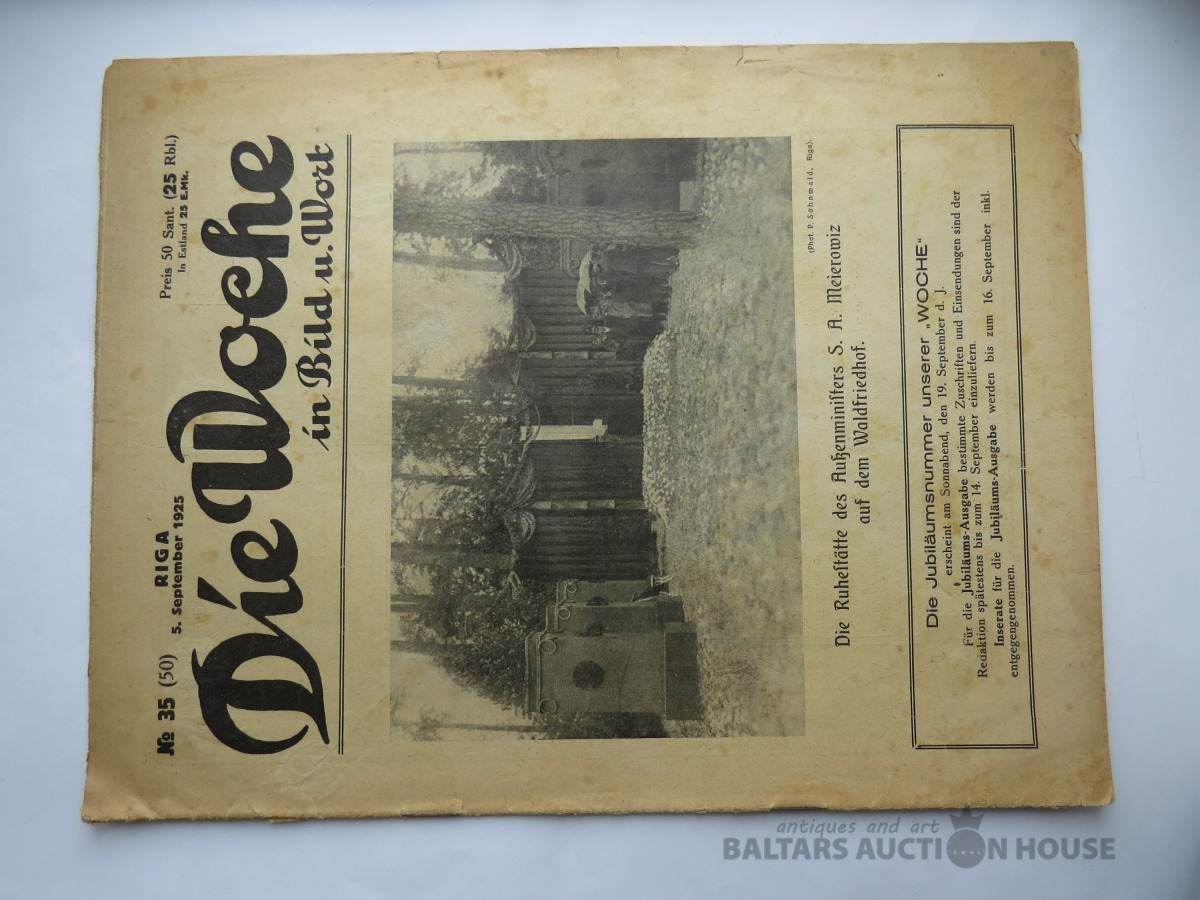 № 35 (50)
RIGA
5. September 1925
Preis 50 Sant. (25 Rbl.)
In Estland 25 E.Mk.
Die Woche
in Bild u. Wort
(Phot. P. Sohnwald, Riga).
Die Ruhestätte des Außenministers S. A. Meierowiz
auf dem Waldfriedhof.
Die Jubiläumsnummer unserer „WOCHE“
erscheint am Sonnabend, den 19. September d. J.
Für die Jubiläums-Ausgabe bestimmte Zuschriften und Einsendungen sind der
Redaktion spätestens bis zum 14. September einzuliefern.
Inserate für die Jubiläums-Ausgabe werden bis zum 16. September inkl.
entgegengenommen.
antiques and art
BALTARS AUCTION HOUSE